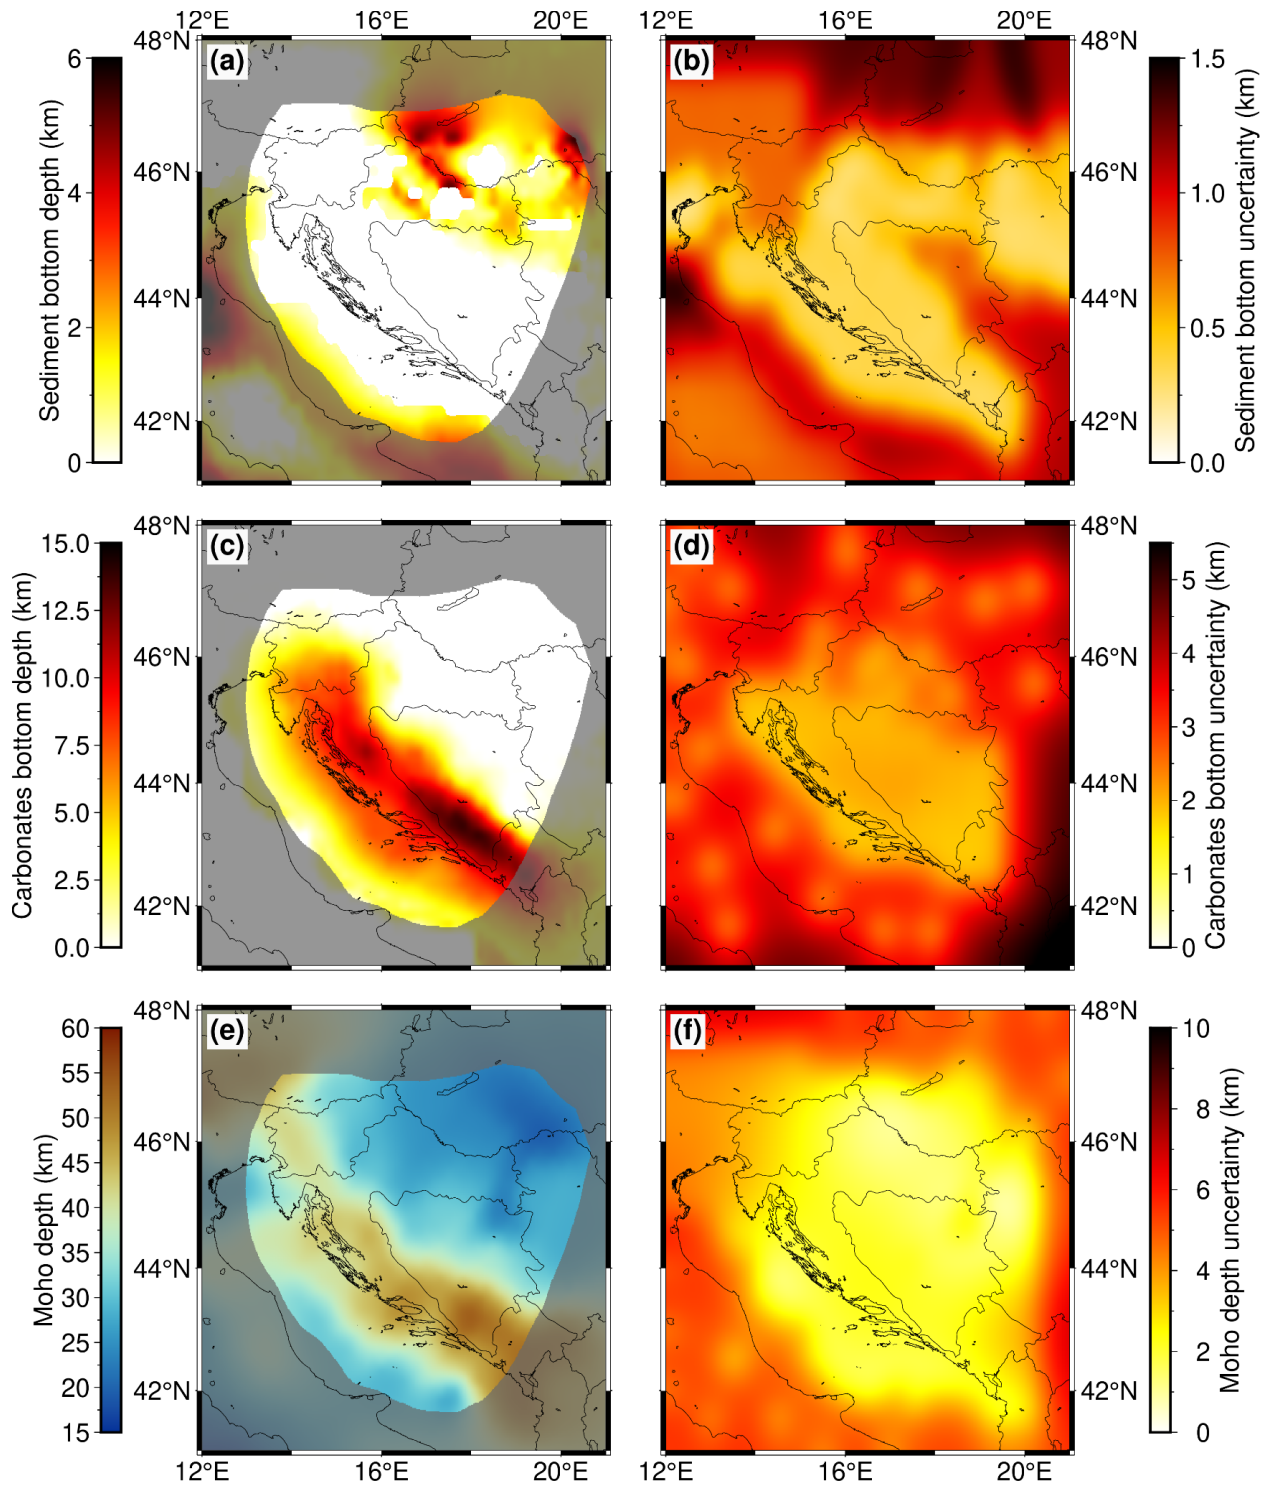 12°E 16°E 20°E 12°E 16°E 20°E
48°N (a) (b) 48°N
46°N 46°N
44°N 44°N
42°N 42°N
6
4
2
0
Sediment bottom depth (km)
1.5
1.0
0.5
0.0
Sediment bottom uncertainty (km)
48°N (c) (d) 48°N
46°N 46°N
44°N 44°N
42°N 42°N
15.0
12.5
10.0
7.5
5.0
2.5
0.0
Carbonates bottom depth (km)
5
4
3
2
1
0
Carbonates bottom uncertainty (km)
48°N (e) (f) 48°N
46°N 46°N
44°N 44°N
42°N 42°N
60
55
50
45
40
35
30
25
20
15
Moho depth (km)
10
8
6
4
2
0
Moho depth uncertainty (km)
12°E 16°E 20°E 12°E 16°E 20°E